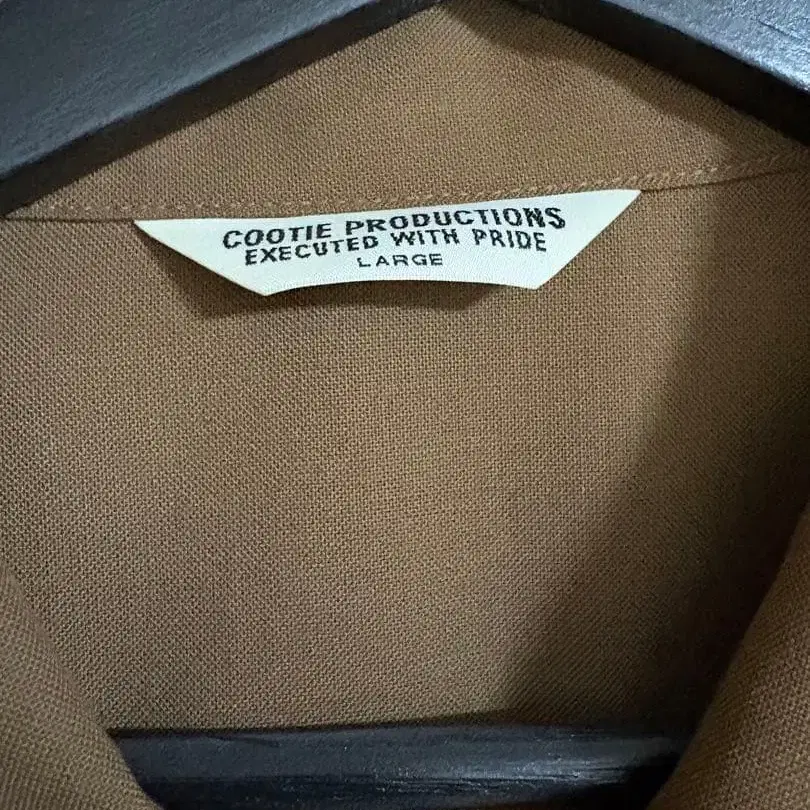 COOTIE PRODUCTIONS
EXECUTED WITH PRIDE
LARGE